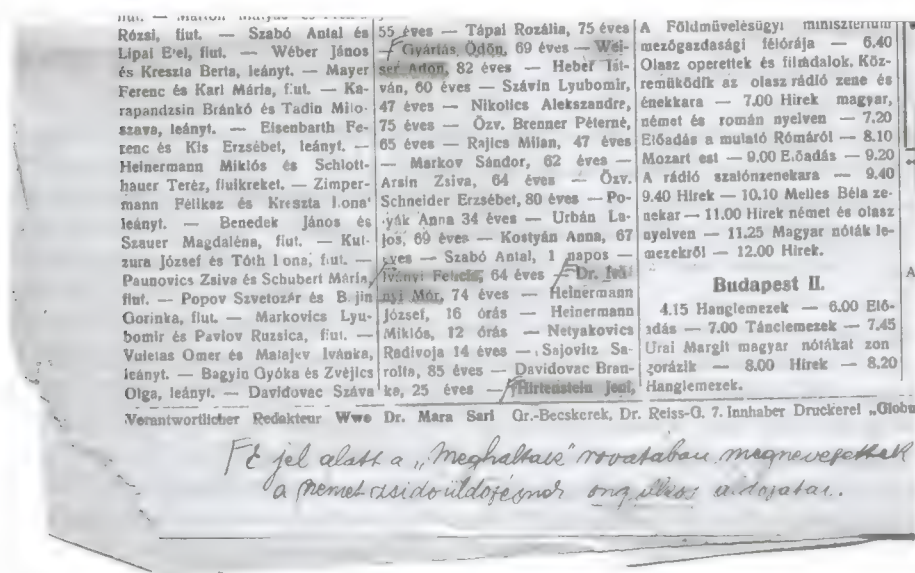 Rózsi, fiut. — Szabó Antal és
Lipai Etel, fiut. — Wéber János
és Kreszta Berta, leányt. — Mayer
Ferenc és Karl Mária, fiut. — Ka-
rapandzsin Bránkó és Tadin Milo-
szava, leányt. — Eisenbarth Fe-
renc és Kis Erzsébet, leányt. —
Heinermann Miklós és Schlott-
hauer Teréz, fiuikreket. — Zimper-
mann Féliksz és Kreszta Ilona'
leányt. — Benedek János és
Szauer Magdaléna, fiut. — Kul-
zura József és Tóth Ilona, fiut. —
Paunovics Zsiva és Schubert Mária,
fiut. — Popov Szvetozár és
Gorinka, fiut. — Markovics Lyu-
bomir és Pavlov Ruzsica, fiut. —
Vuletas Omer és Matajev Ivánka,
leányt. — Bagyin Gyóka és Zvéjics
Olga, leányt. — Davidovac Száva
55 éves — Tápai Rozália, 75 éves
Gyártás, Ödön, 69 éves — Wei-
ser Adon, 82 éves — Heber Ist-
ván, 60 éves — Szávin Lyubomir,
47 éves — Nikolics Alekszandre,
75 éves — Özv. Brenner Péterné,
65 éves — Rajics Milan, 47 éves
— Markov Sándor, 62 éves —
Arsin Zsiva, 64 éves — Özv.
Schneider Erzsébet, 80 éves — Po-
yák Anna 34 éves — Urbán La-
jos, 69 éves — Kostyán Anna, 67
éves — Szabó Antal, 1 napos —
Iványi Felicia, 64 éves — Dr. Ivá-
nyi Mór, 74 éves — Heinermann
József, 16 órás — Heinermann
Miklós, 12 órás — Netyakovics
Radivoja 14 éves — Sajovitz Sa-
rolta, 85 éves — Davidovac Bran-
ka, 25 éves — Hirtenstein Jenő,
A Földmüvelésügyi minisztérium
mezőgazdasági félórája — 6.40
Olasz operettek és filmdalok. Köz-
remüködik az olasz rádió zene és
énekkara — 7.00 Hirek magyar,
német és román nyelven — 7.20
Előadás a mulató Rómáról — 8.10
Mozart est — 9.00 Előadás — 9.20
A rádió szalónzenekara — 9.40
9.40 Hirek — 10.10 Melles Béla ze-
nekar — 11.00 Hirek német és olasz
nyelven — 11.25 Magyar nóták le-
mezekről — 12.00 Hirek.
Budapest II.
4.15 Hanglemezek — 6.00 Elő-
adás — 7.00 Tánclemezek — 7.45
Urai Margit magyar nótákat zon
gorázik — 8.00 Hirek — 8.20
Hanglemezek.
Verantwortlicher Redakteur Wwe Dr. Mara Sari Gr.-Becskerek, Dr. Reiss-G. 7. Innhaber Druckerei „Globu
jel alatt a „Meghaltak" rovatában megnevezettek
a német